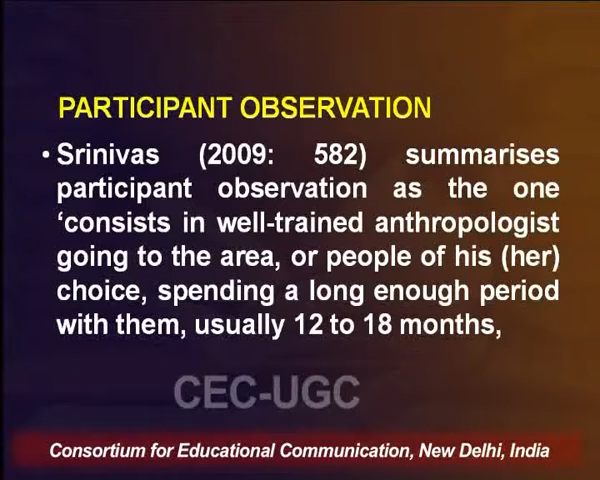 PARTICIPANT OBSERVATION
• Srinivas (2009: 582) summarises
participant observation as the one
‘consists in well-trained anthropologist
going to the area, or people of his (her)
choice, spending a long enough period
with them, usually 12 to 18 months,
CEC-UGC
Consortium for Educational Communication, New Delhi, India